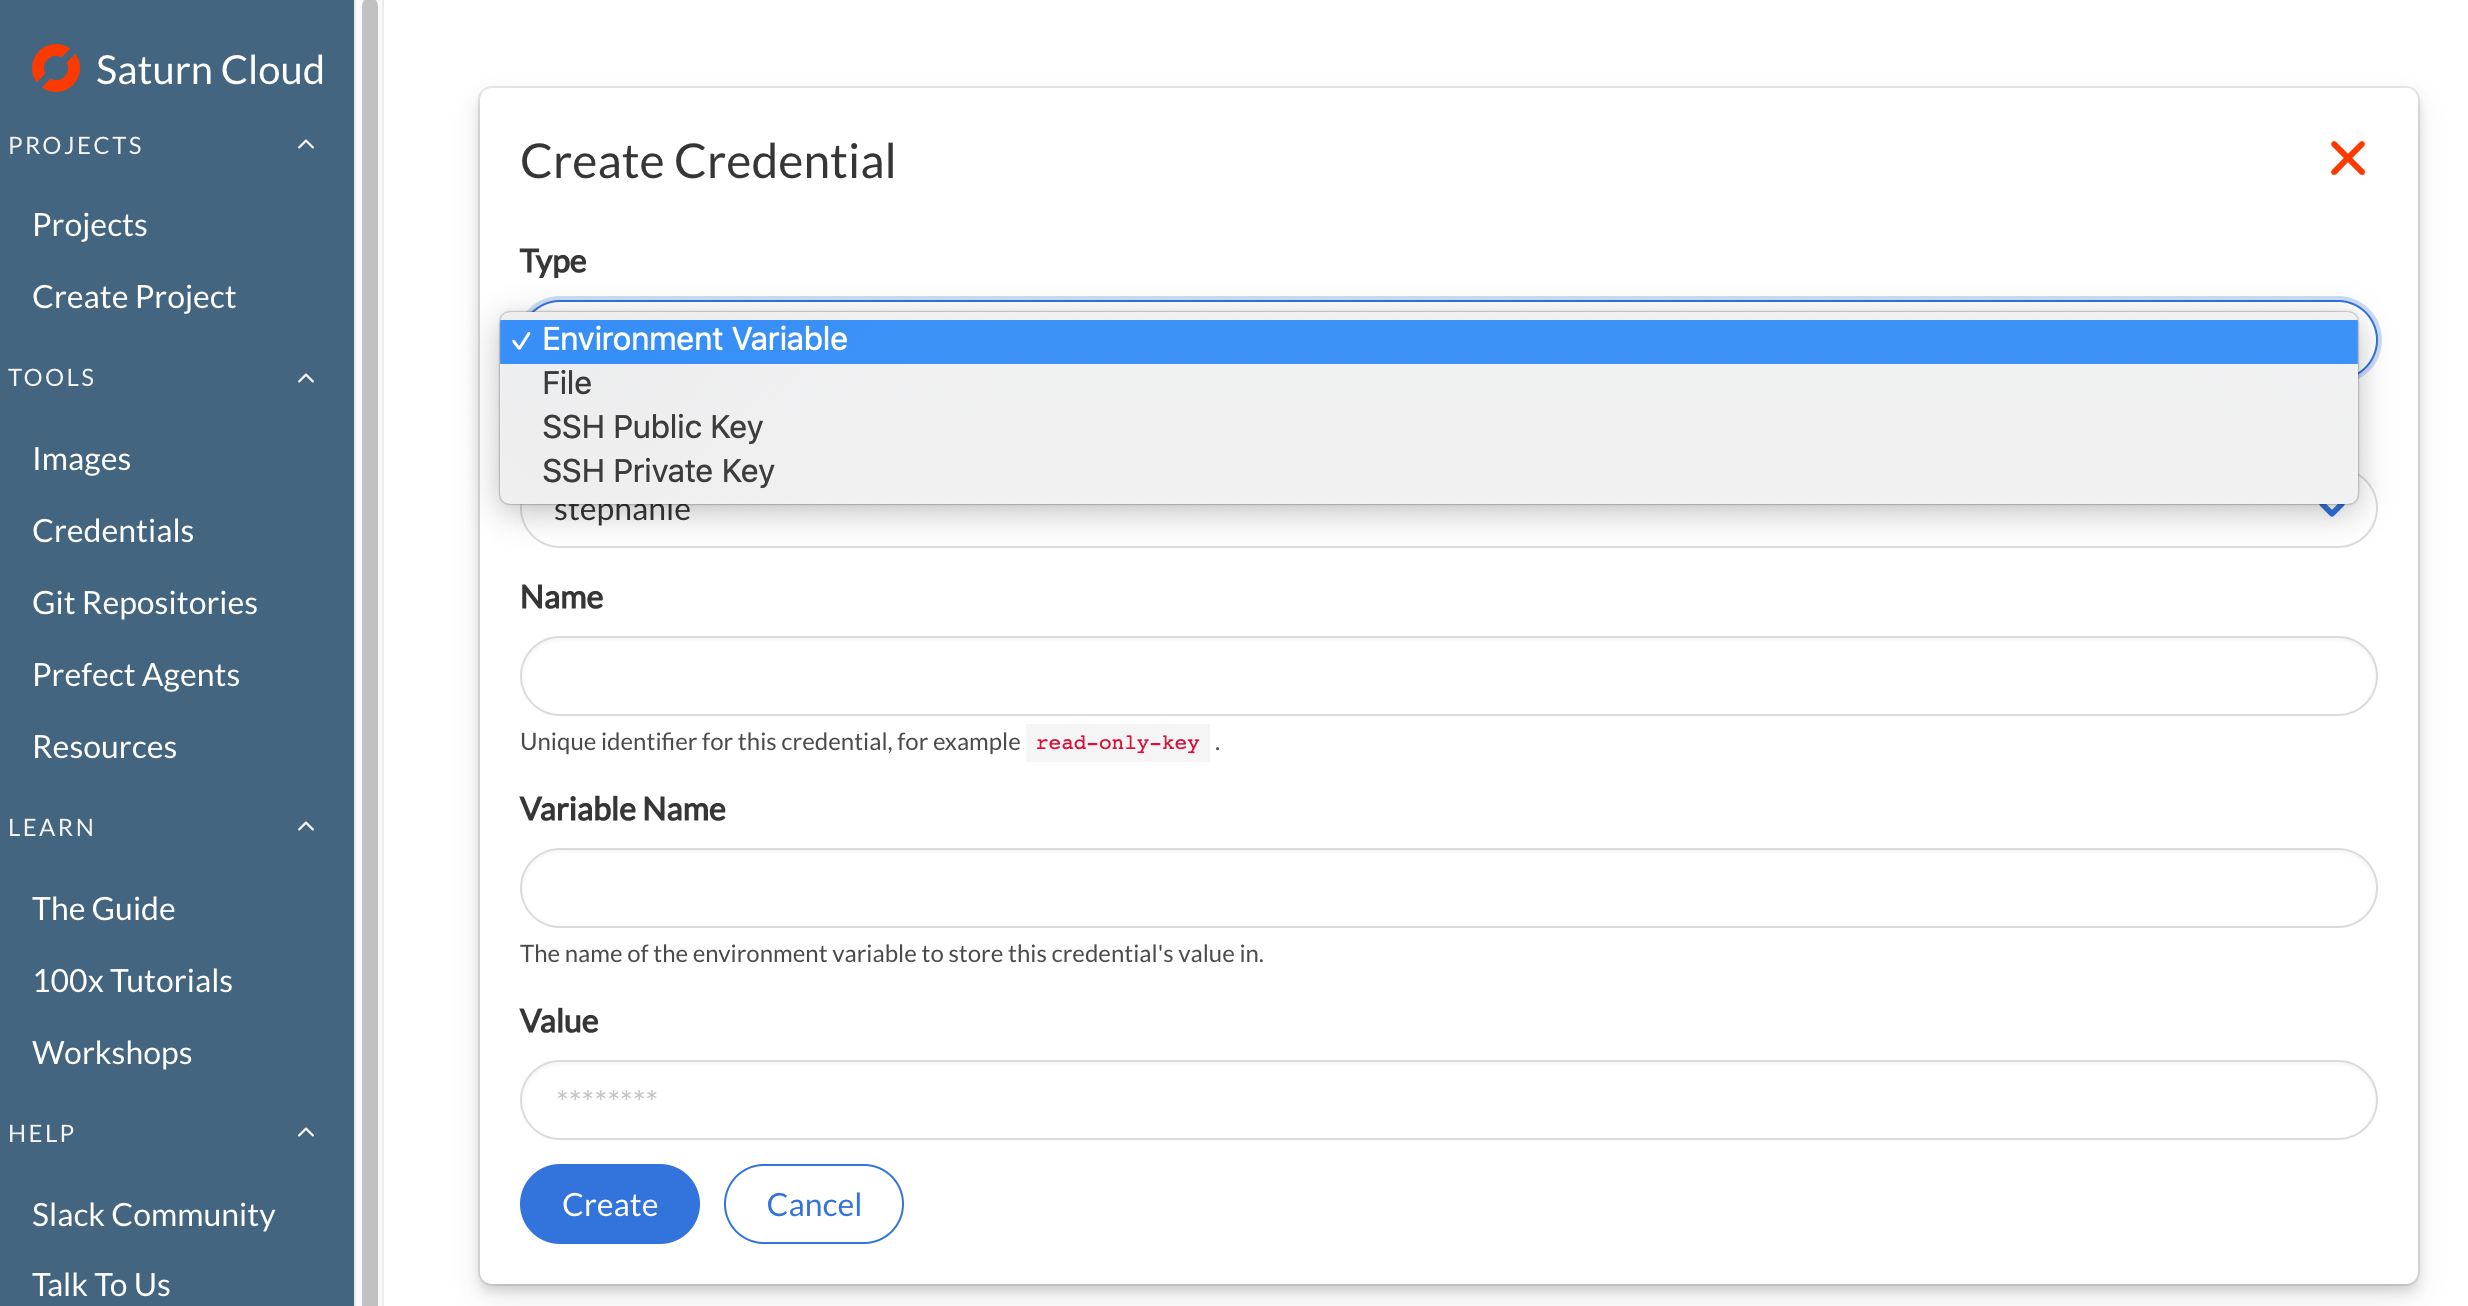 Saturn Cloud
PROJECTS
Projects
Create Project
TOOLS
Images
Credentials
Git Repositories
Prefect Agents
Resources
LEARN
The Guide
100x Tutorials
Workshops
HELP
Slack Community
Talk To Us
Create Credential
Type
✓ Environment Variable
File
SSH Public Key
SSH Private Key
stephanie
Name
Unique identifier for this credential, for example read-only-key .
Variable Name
The name of the environment variable to store this credential's value in.
Value
********
Create
Cancel